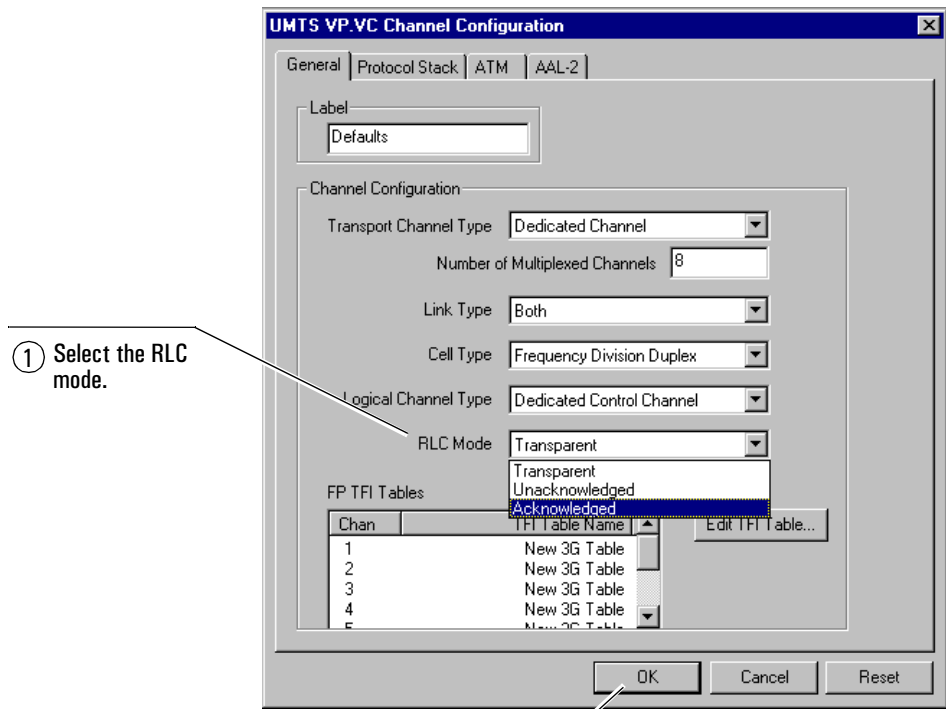 UMTS VP.VC Channel Configuration
General Protocol Stack ATM AAL-2
Label
Defaults
Channel Configuration
Transport Channel Type Dedicated Channel
Number of Multiplexed Channels 8
Link Type Both
Cell Type Frequency Division Duplex
Logical Channel Type Dedicated Control Channel
RLC Mode Transparent
Transparent
Unacknowledged
Acknowledged
1 Select the RLC
mode.
FP TFI Tables
Chan TFI Table Name
Edit TFI Table...
1 New 3G Table
2 New 3G Table
3 New 3G Table
4 New 3G Table
5 New 3G Table
OK Cancel Reset